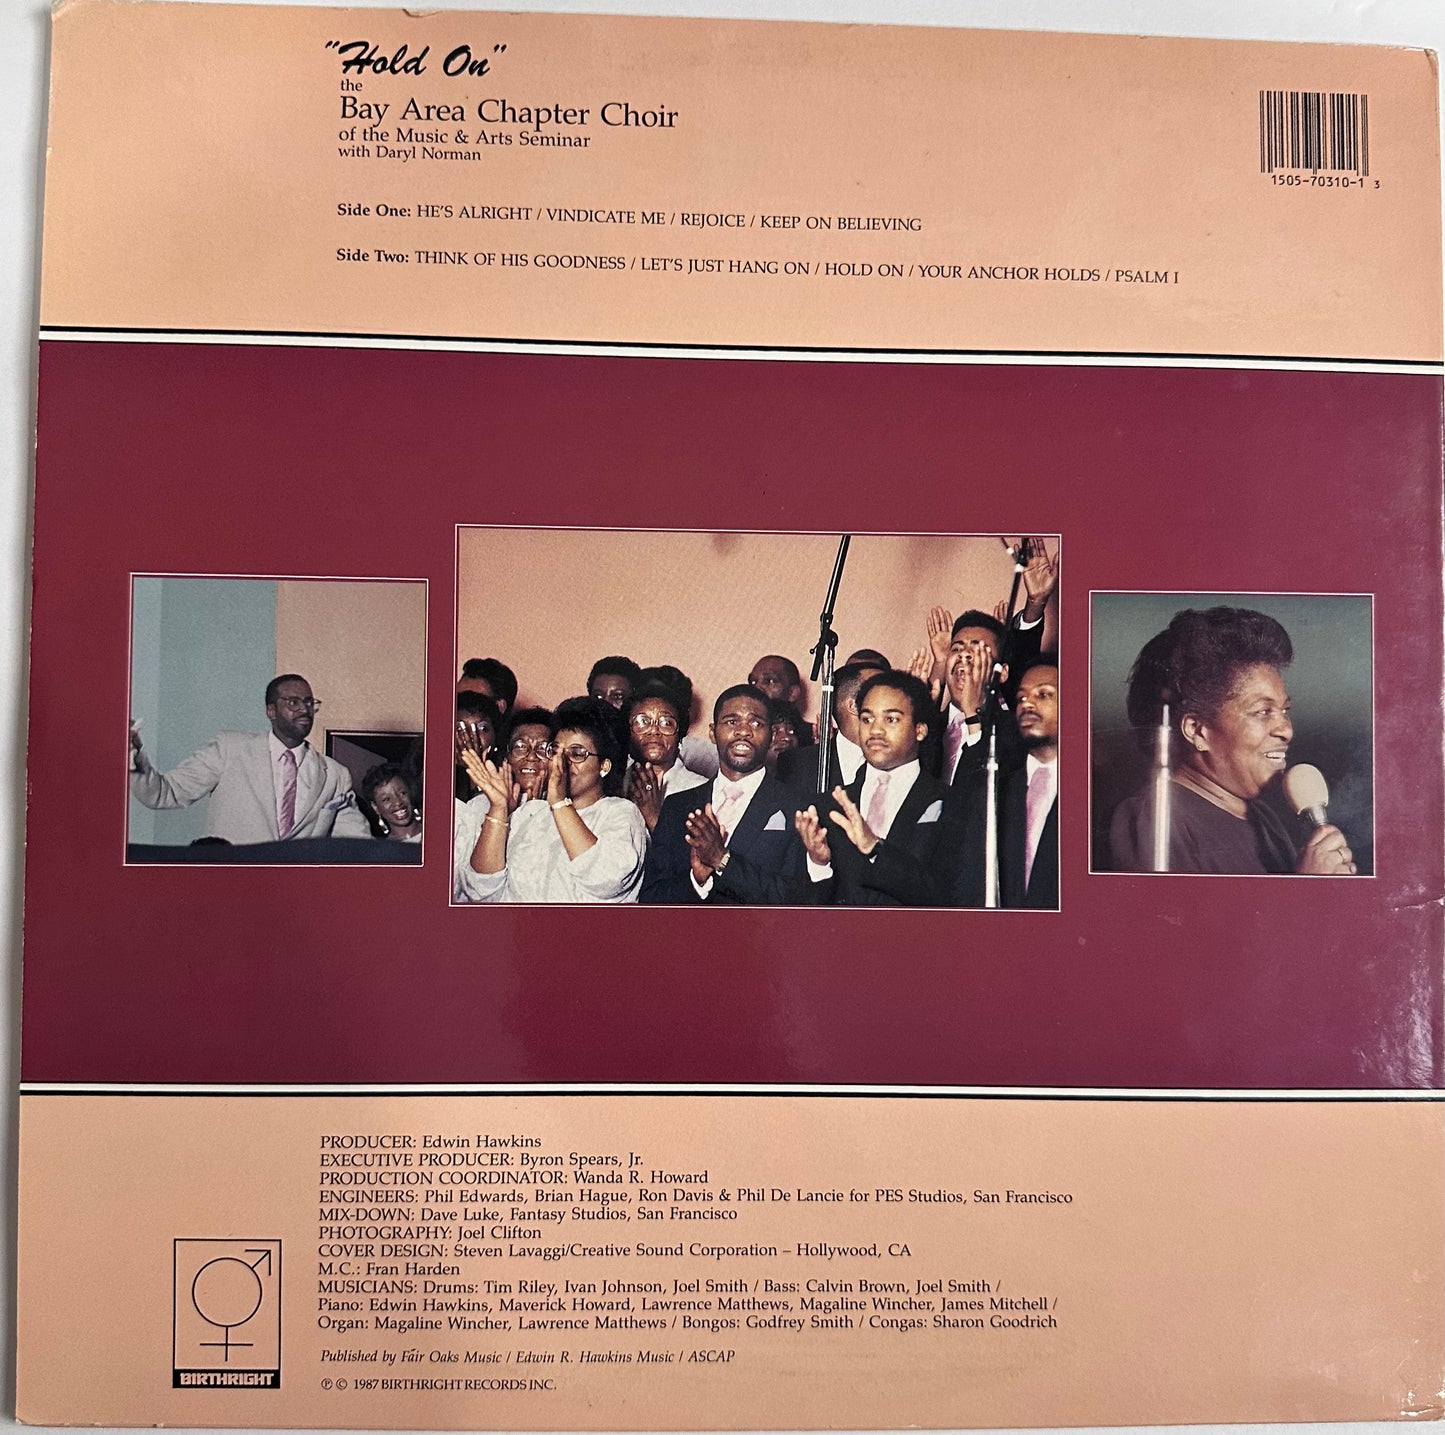 "Hold On"
the
Bay Area Chapter Choir
of the Music & Arts Seminar
with Daryl Norman
1505-70310-1 3
Side One: HE'S ALRIGHT / VINDICATE ME / REJOICE / KEEP ON BELIEVING
Side Two: THINK OF HIS GOODNESS / LET'S JUST HANG ON / HOLD ON / YOUR ANCHOR HOLDS / PSALM I
PRODUCER: Edwin Hawkins
EXECUTIVE PRODUCER: Byron Spears, Jr.
PRODUCTION COORDINATOR: Wanda R. Howard
ENGINEERS: Phil Edwards, Brian Hague, Ron Davis & Phil De Lancie for PES Studios, San Francisco
MIX-DOWN: Dave Luke, Fantasy Studios, San Francisco
PHOTOGRAPHY: Joel Clifton
COVER DESIGN: Steven Lavaggi/Creative Sound Corporation – Hollywood, CA
M.C.: Fran Harden
MUSICIANS: Drums: Tim Riley, Ivan Johnson, Joel Smith / Bass: Calvin Brown, Joel Smith /
Piano: Edwin Hawkins, Maverick Howard, Lawrence Matthews, Magaline Wincher, James Mitchell /
Organ: Magaline Wincher, Lawrence Matthews / Bongos: Godfrey Smith / Congas: Sharon Goodrich
Published by Fair Oaks Music / Edwin R. Hawkins Music / ASCAP
℗ © 1987 BIRTHRIGHT RECORDS INC.
BIRTHRIGHT